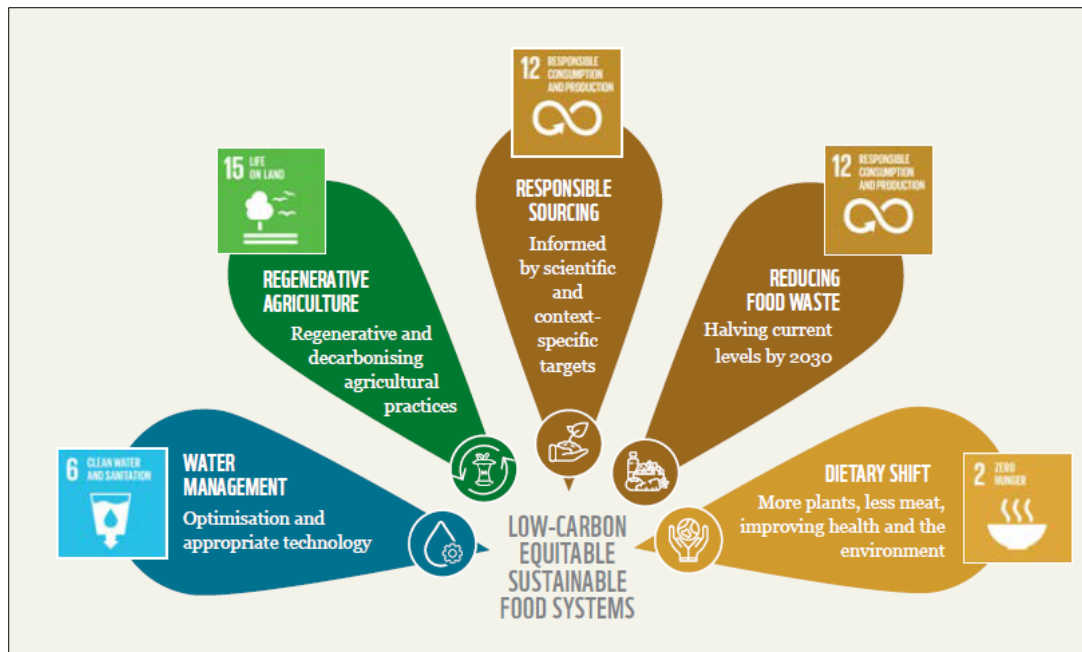 12 RESPONSIBLE
CONSUMPTION
AND PRODUCTION
RESPONSIBLE
SOURCING
Informed
by scientific
and
context-
specific
targets
15 LIFE
ON LAND
REGENERATIVE
AGRICULTURE
Regenerative and
decarbonising
agricultural
practices
12 RESPONSIBLE
CONSUMPTION
AND PRODUCTION
REDUCING
FOOD WASTE
Halving current
levels by 2030
6 CLEAN WATER
AND SANITATION
WATER
MANAGEMENT
Optimisation and
appropriate technology
2 ZERO
HUNGER
DIETARY SHIFT
More plants, less meat,
improving health and the
environment
LOW-CARBON
EQUITABLE
SUSTAINABLE
FOOD SYSTEMS